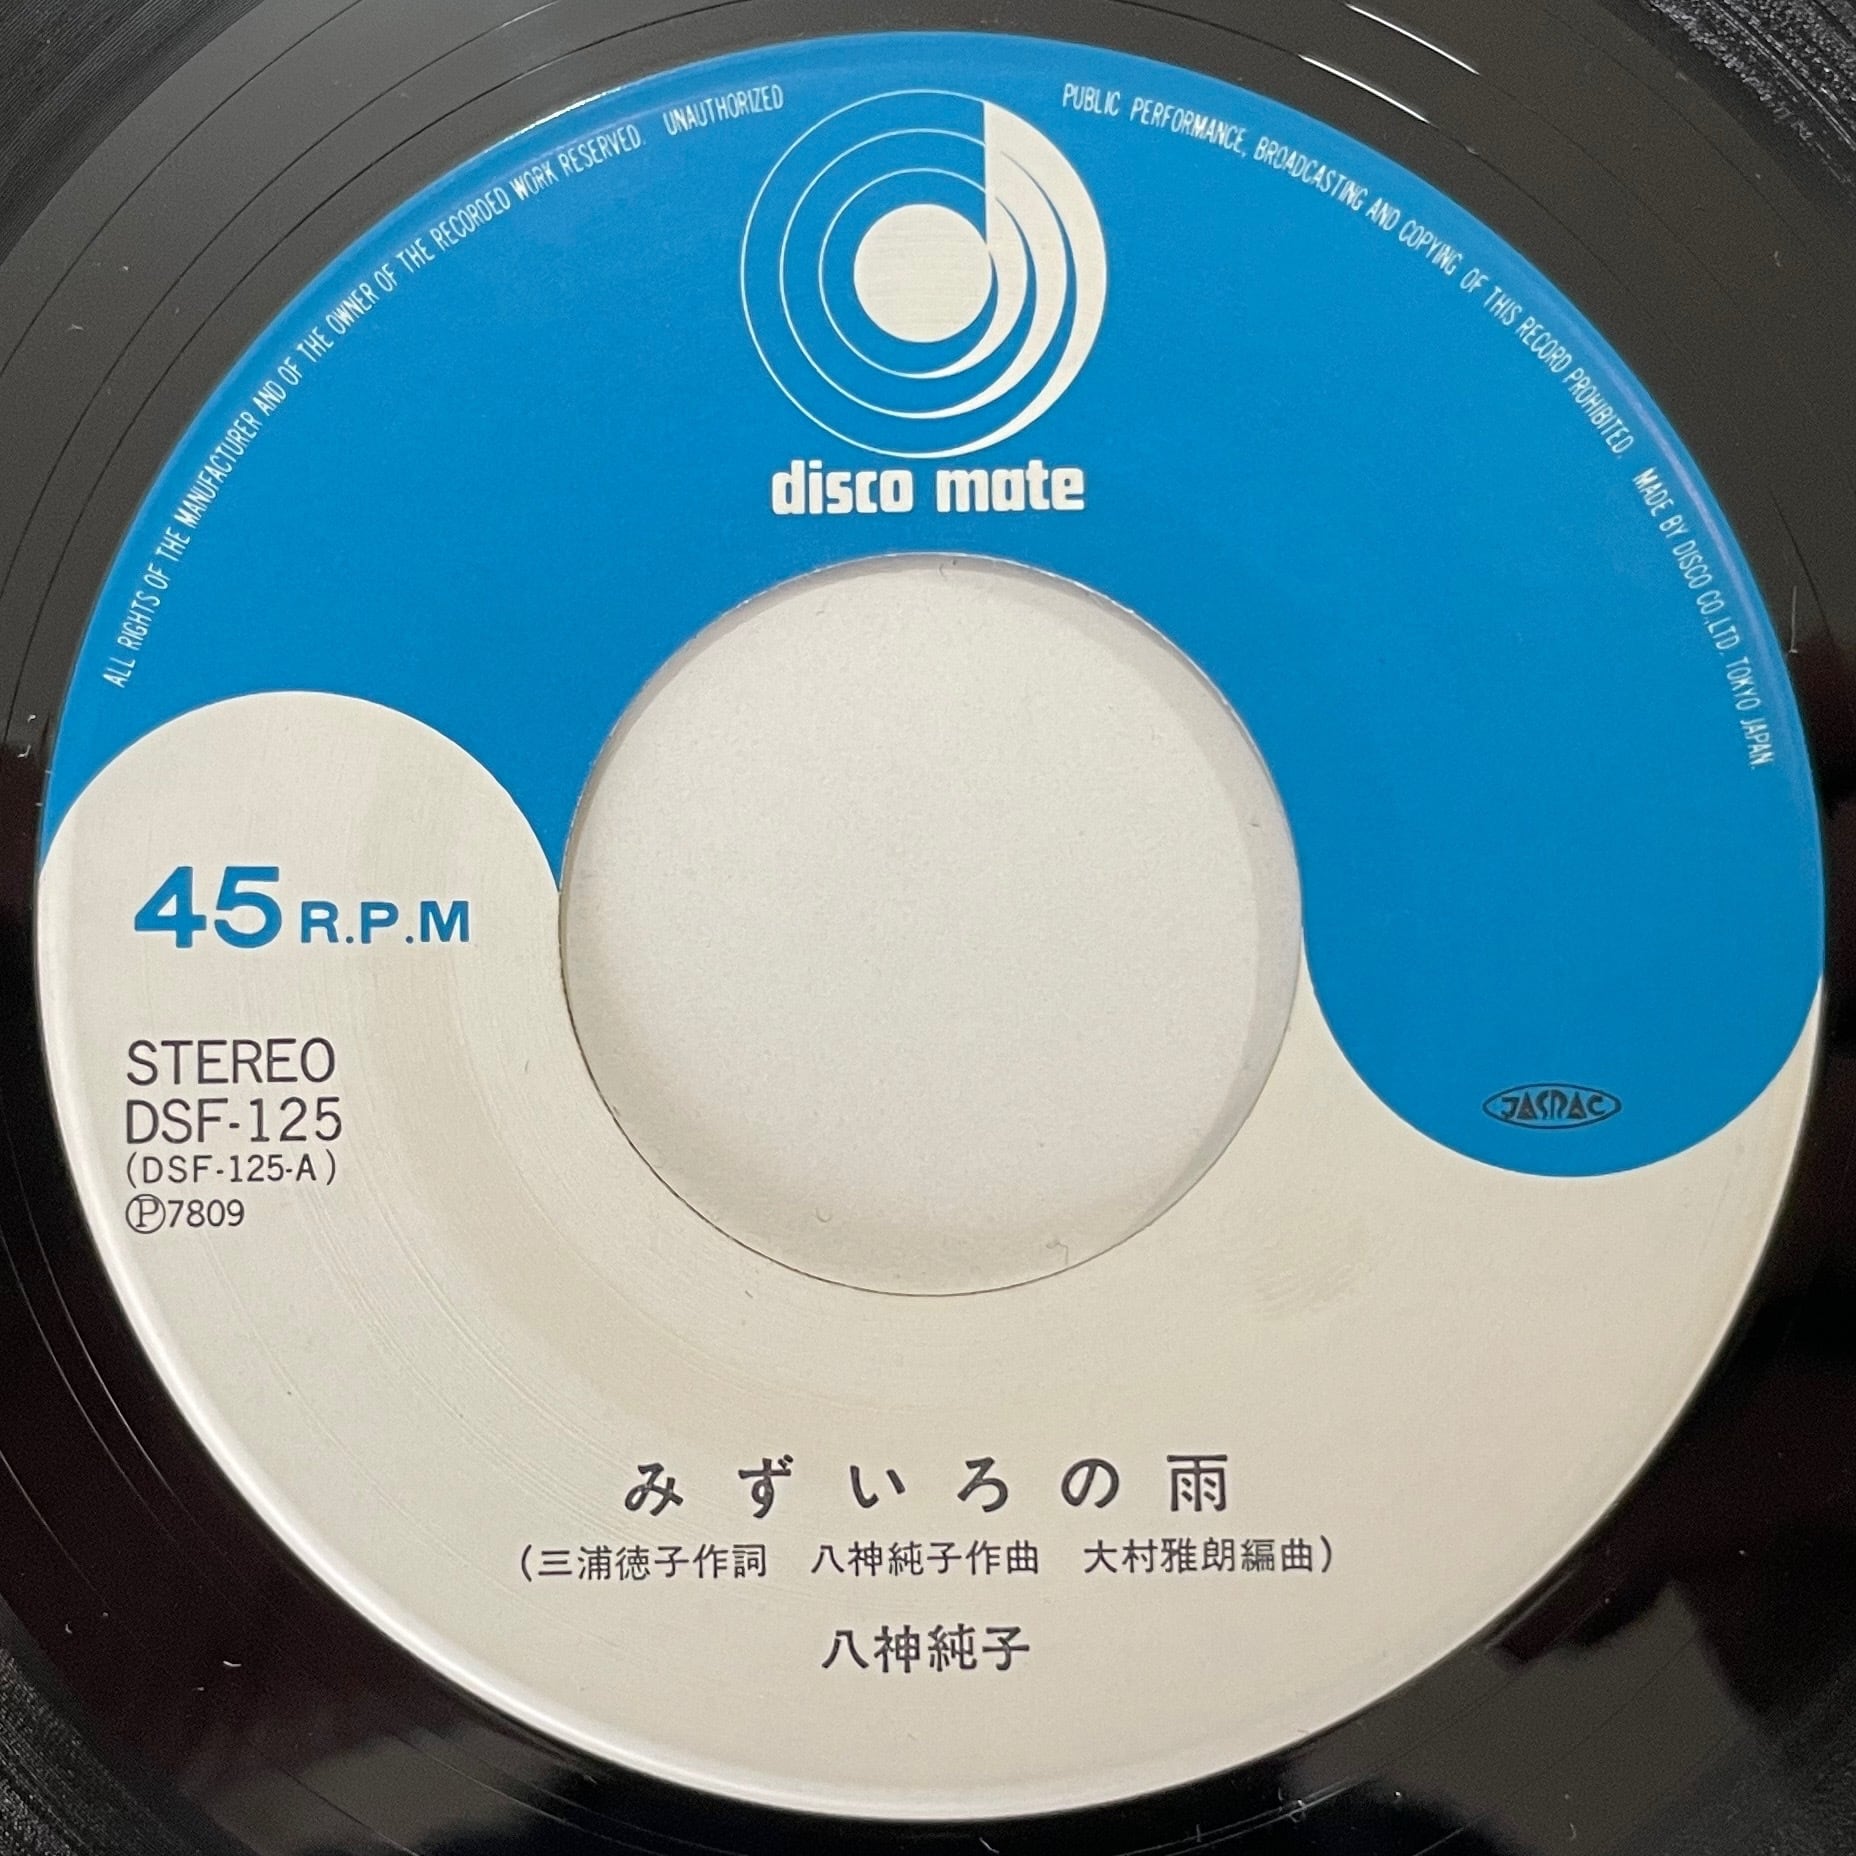 ALL RIGHTS OF THE MANUFACTURER AND OF THE OWNER OF THE RECORDED WORK RESERVED. UNAUTHORIZED PUBLIC PERFORMANCE, BROADCASTING AND COPYING OF THIS RECORD PROHIBITED. MADE BY DISCO CO.,LTD. TOKYO JAPAN.
disco mate
45 R.P.M
STEREO
DSF-125
(DSF-125-A)
Ⓟ7809
JASRAC
みずいろの雨
(三浦徳子作詞 八神純子作曲 大村雅朗編曲)
八神純子